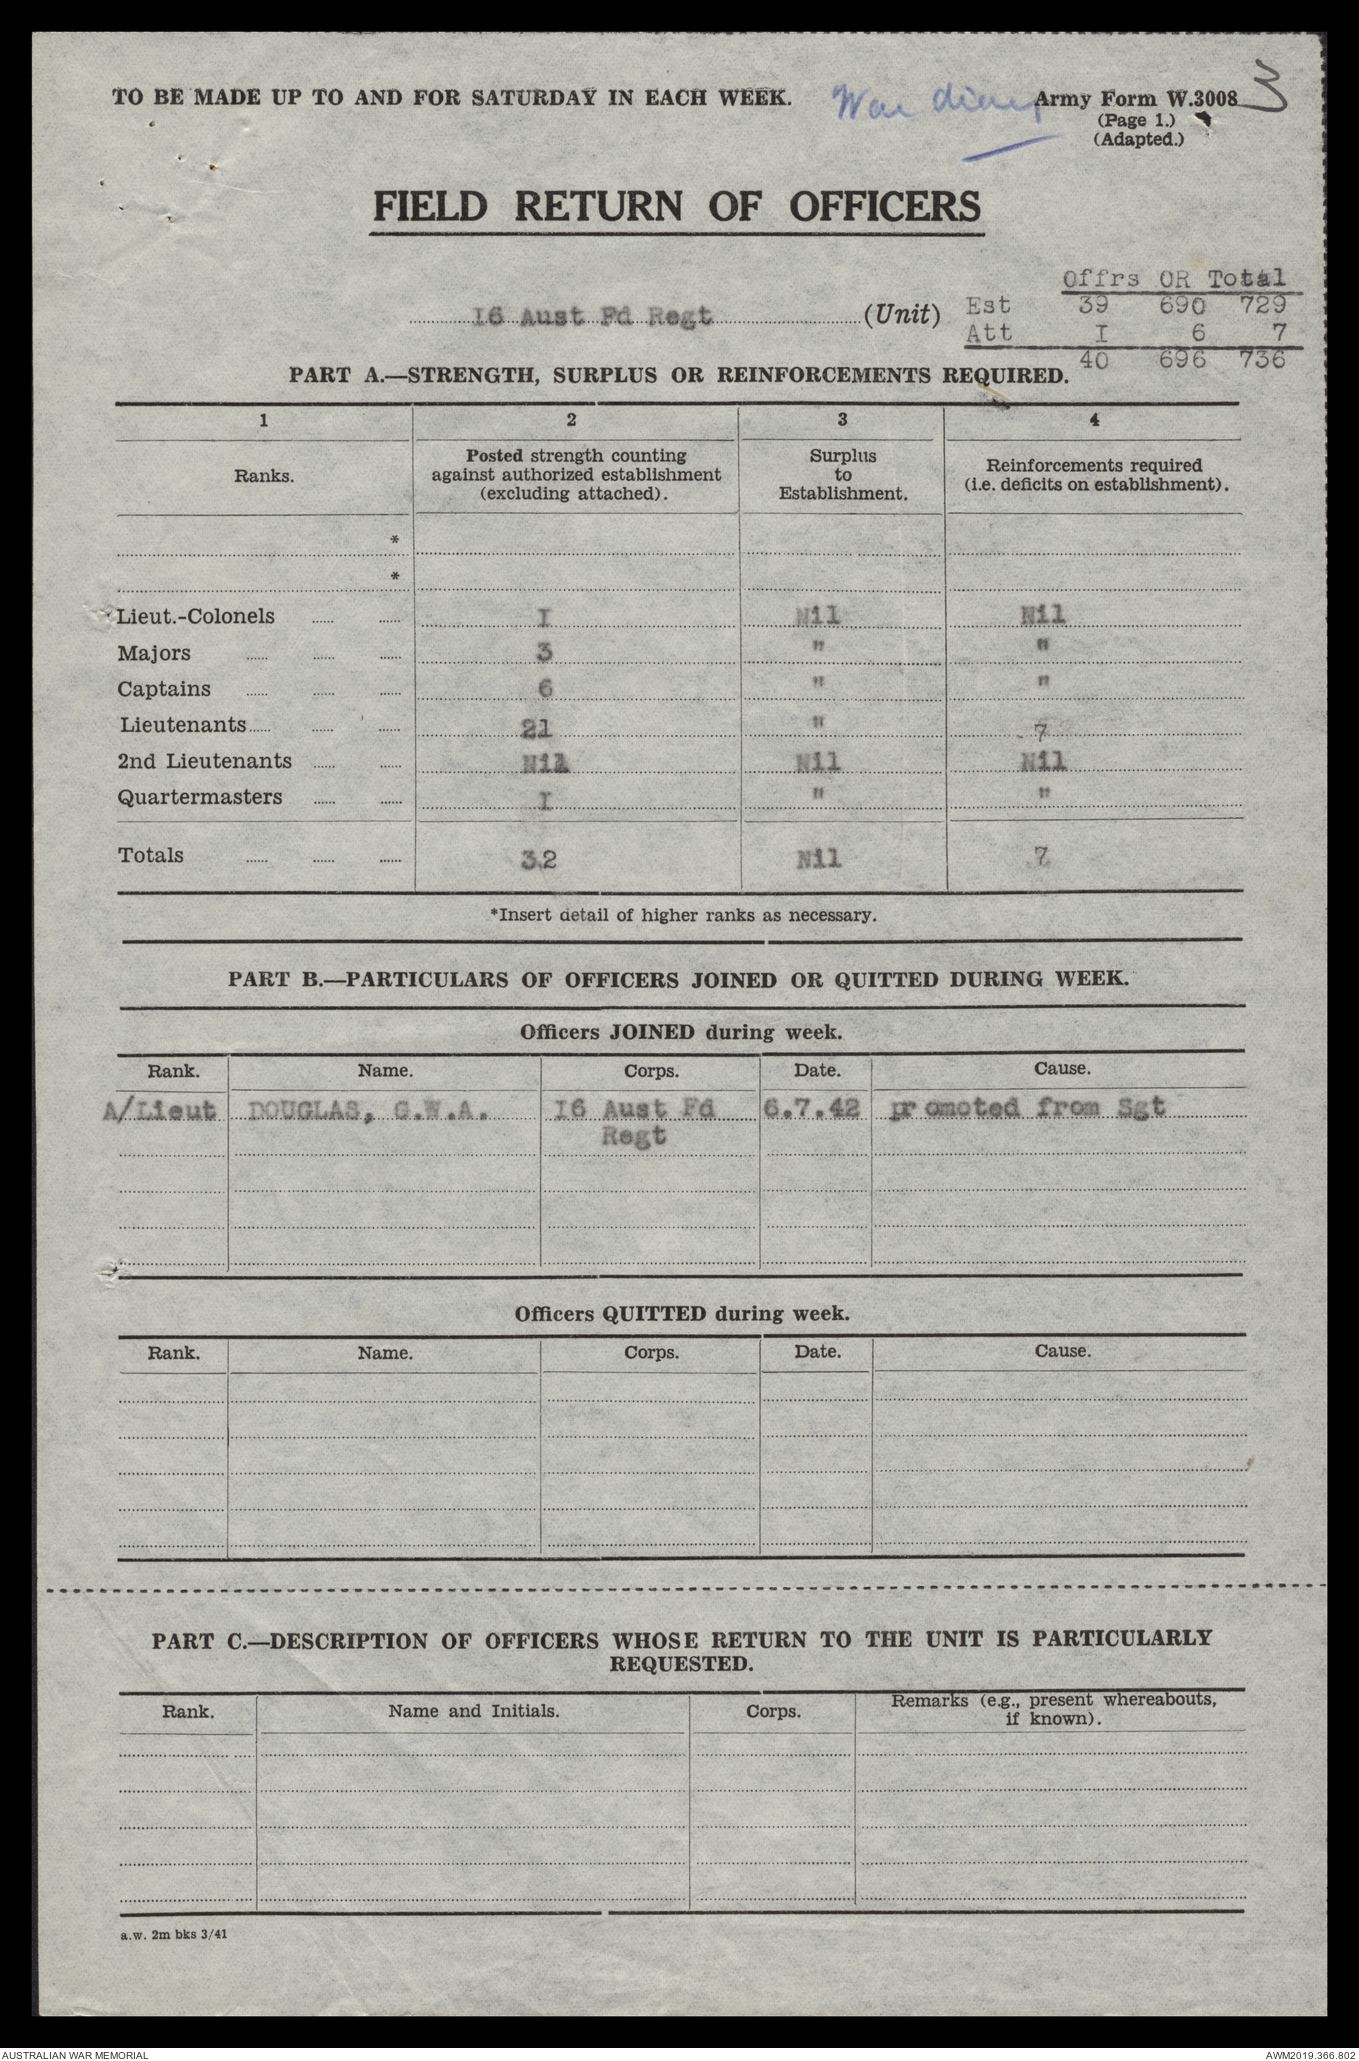 TO BE MADE UP TO AND FOR SATURDAY IN EACH WEEK.
War diary
Army Form W.3008
3
(Page 1.)
(Adapted.)
FIELD RETURN OF OFFICERS
Offrs OR Total
Est 39 690 729
Att I 6 7
40 696 736
I6 Aust Fd Regt (Unit)
PART A.—STRENGTH, SURPLUS OR REINFORCEMENTS REQUIRED.
1 2 3 4
Ranks. Posted strength counting against authorized establishment (excluding attached). Surplus to Establishment. Reinforcements required (i.e. deficits on establishment).
*
*
Lieut.-Colonels I Nil Nil
Majors 3 " "
Captains 6 " "
Lieutenants 21 " 7
2nd Lieutenants Nil Nil Nil
Quartermasters I " "
Totals 32 Nil 7
*Insert detail of higher ranks as necessary.
PART B.—PARTICULARS OF OFFICERS JOINED OR QUITTED DURING WEEK.
Officers JOINED during week.
Rank. Name. Corps. Date. Cause.
A/Lieut DOUGLAS, G.W.A. I6 Aust Fd 6.7.42 promoted from Sgt
Regt
Officers QUITTED during week.
Rank. Name. Corps. Date. Cause.
PART C.—DESCRIPTION OF OFFICERS WHOSE RETURN TO THE UNIT IS PARTICULARLY
REQUESTED.
Rank. Name and Initials. Corps. Remarks (e.g., present whereabouts, if known).
a.w. 2m bks 3/41
AUSTRALIAN WAR MEMORIAL
AWM2019.366.802